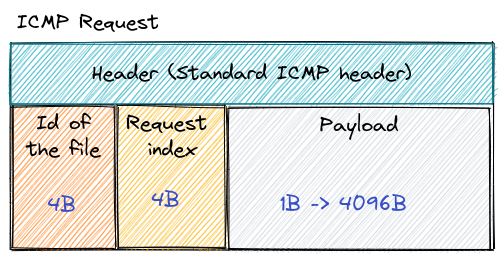 ICMP Request
Header (Standard ICMP header)
Id of
the file
4B
Request
index
4B
Payload
1B -> 4096B